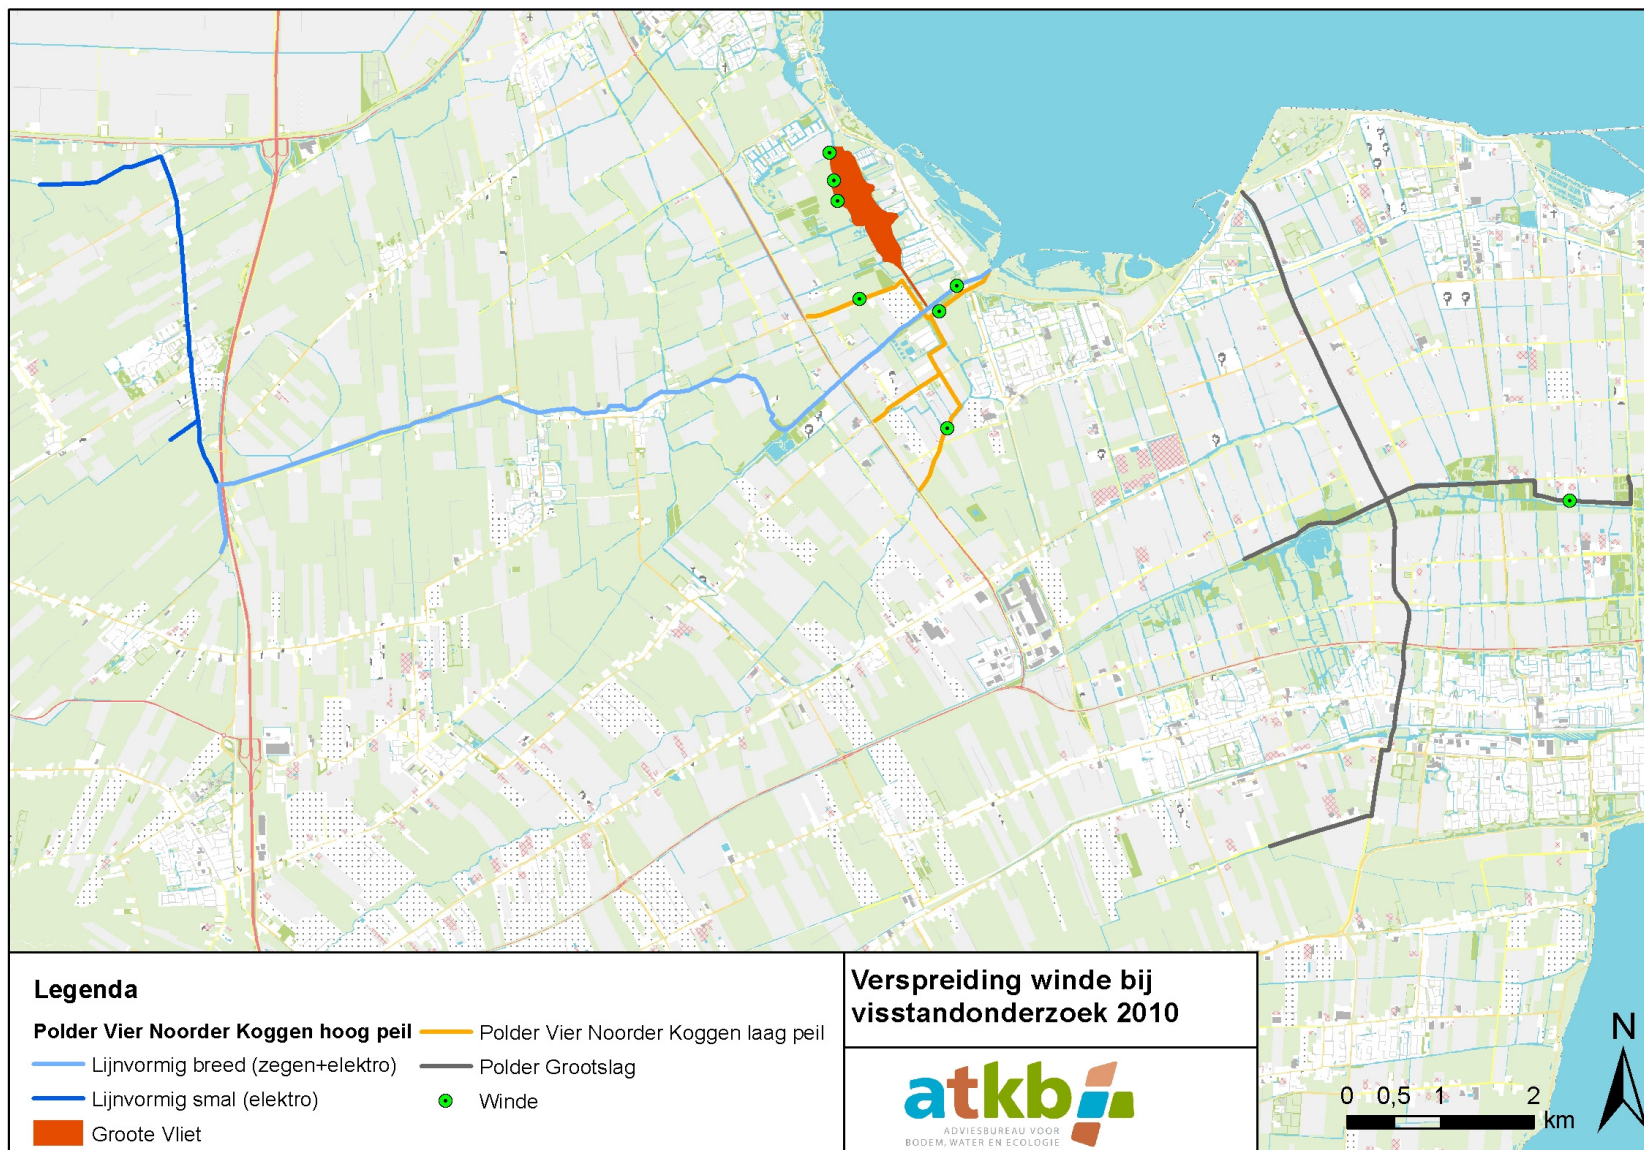 Legenda
Polder Vier Noorder Koggen hoog peil
Lijnvormig breed (zegen+elektro)
Lijnvormig smal (elektro)
Groote Vliet
Polder Vier Noorder Koggen laag peil
Polder Grootslag
Winde
Verspreiding winde bij
visstandonderzoek 2010
atkb
ADVIESBUREAU VOOR
BODEM, WATER EN ECOLOGIE
N
0 0,5 1 2
km